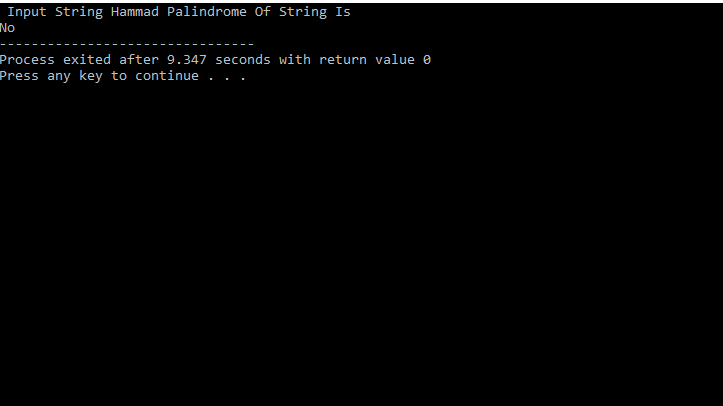 Input String Hammad Palindrome Of String Is
No
--------------------------------
Process exited after 9.347 seconds with return value 0
Press any key to continue . . .